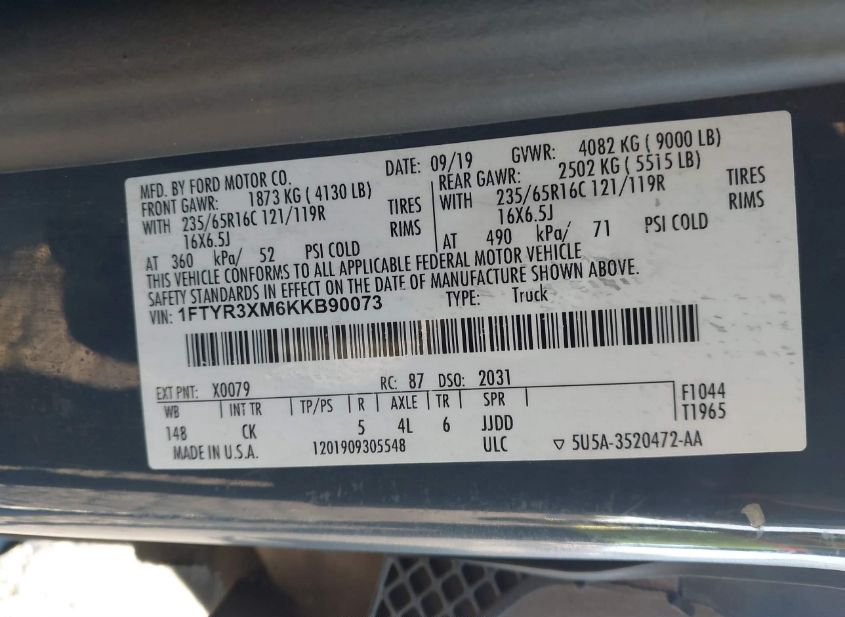 MFD. BY FORD MOTOR CO. DATE: 09/19 GVWR: 4082 KG ( 9000 LB)
FRONT GAWR: 1873 KG ( 4130 LB) REAR GAWR: 2502 KG ( 5515 LB)
WITH 235/65R16C 121/119R TIRES WITH 235/65R16C 121/119R TIRES
16X6.5J RIMS 16X6.5J RIMS
AT 360 kPa/ 52 PSI COLD AT 490 kPa/ 71 PSI COLD
THIS VEHICLE CONFORMS TO ALL APPLICABLE FEDERAL MOTOR VEHICLE
SAFETY STANDARDS IN EFFECT ON THE DATE OF MANUFACTURE SHOWN ABOVE.
VIN: 1FTYR3XM6KKB90073 TYPE: Truck
EXT PNT: X0079 RC: 87 DSO: 2031
WB INT TR TP/PS R AXLE TR SPR F1044
148 CK 5 4L 6 JJDD T1965
MADE IN U.S.A. 1201909305548 ULC ▽ 5U5A-3520472-AA